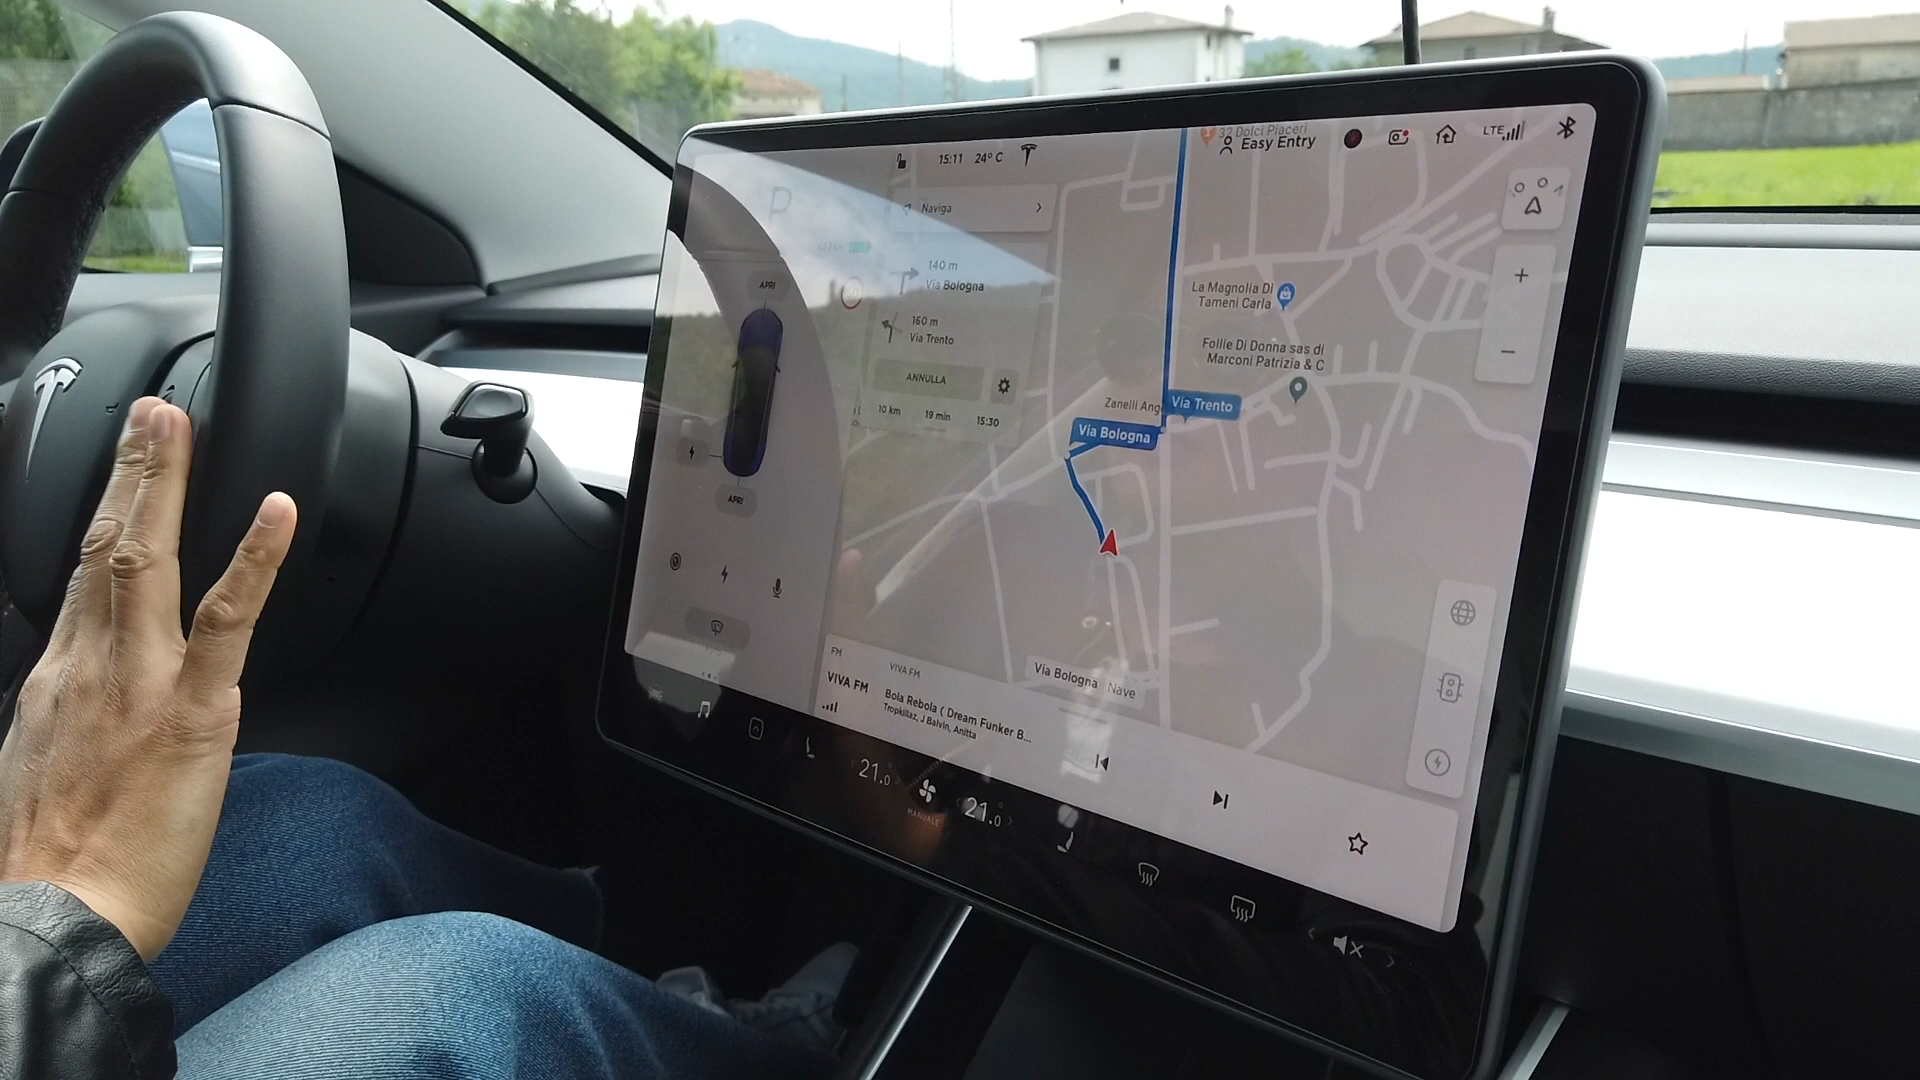 P
15:11 24° C
32 Dolci Piaceri
Easy Entry
LTE
Naviga
APRI
140 m
Via Bologna
160 m
Via Trento
ANNULLA
10 km 19 min 15:30
APRI
La Magnolia Di
Tameni Carla
Follie Di Donna sas di
Marconi Patrizia & C
Zanelli Ang
Via Trento
Via Bologna
Via Bologna Nave
FM
VIVA FM
VIVA FM
Bola Rebola ( Dream Funker B...
Tropkillaz, J Balvin, Anitta
21.0
MANUALE
21.0